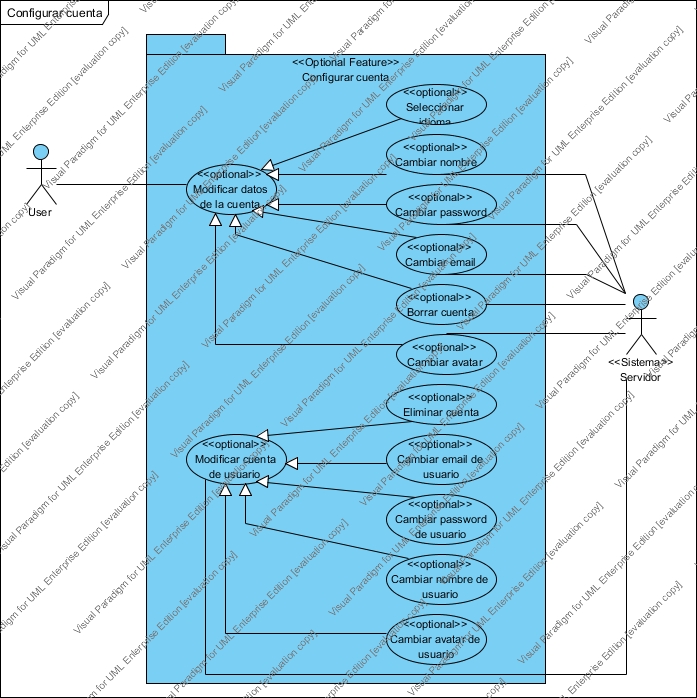 Configurar cuenta
<<Optional Feature>>
Configurar cuenta
<<optional>>
Seleccionar
idioma
<<optional>>
Cambiar nombre
<<optional>>
Modificar datos
de la cuenta
<<optional>>
Cambiar password
User
<<optional>>
Cambiar email
<<optional>>
Borrar cuenta
<<optional>>
Cambiar avatar
<<Sistema>>
Servidor
<<optional>>
Eliminar cuenta
<<optional>>
Modificar cuenta
de usuario
<<optional>>
Cambiar email de
usuario
<<optional>>
Cambiar password
de usuario
<<optional>>
Cambiar nombre de
usuario
<<optional>>
Cambiar avatar de
usuario
Visual Paradigm for UML Enterprise Edition [evaluation copy]